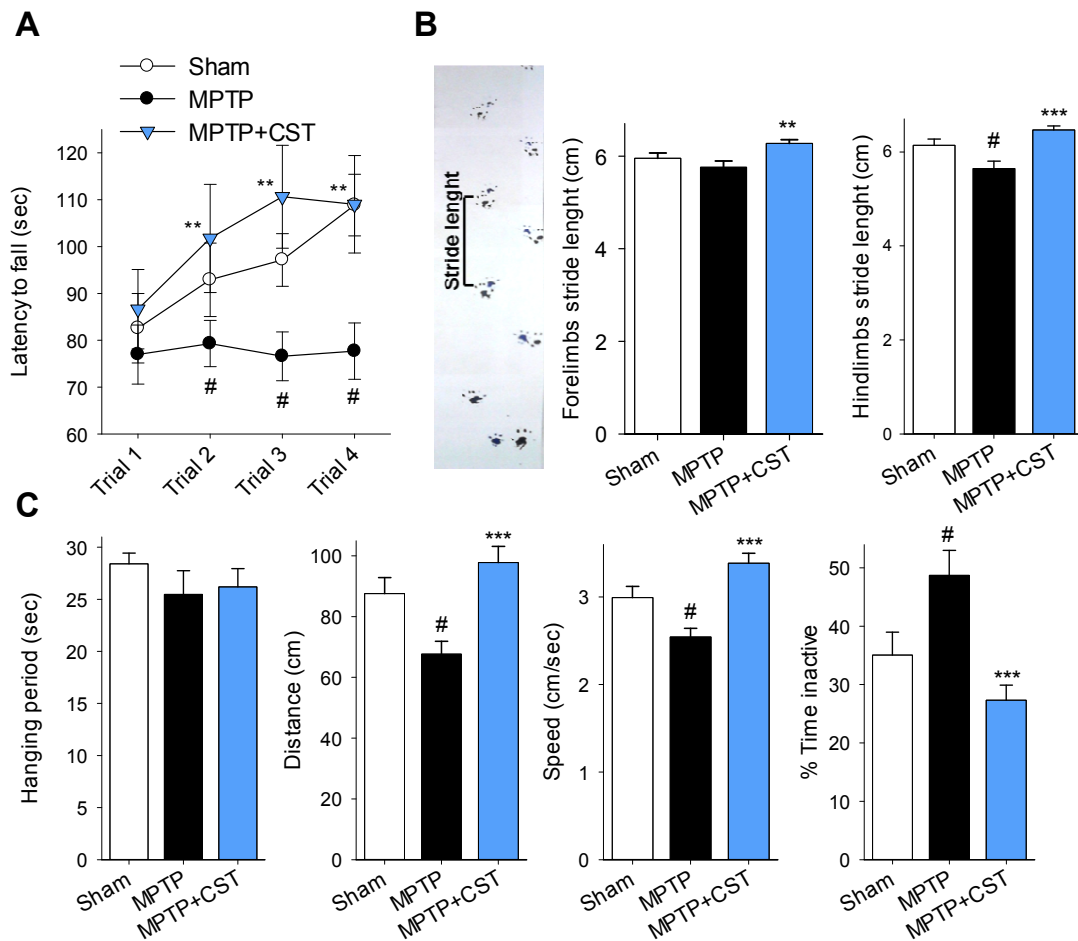 A
Sham
MPTP
MPTP+CST
Latency to fall (sec)
120
110
100
90
80
70
60
**
**
**
#
#
#
Trial 1
Trial 2
Trial 3
Trial 4
B
Stride lenght
Forelimbs stride lenght (cm)
6
4
2
0
**
Sham
MPTP
MPTP+CST
Hindlimbs stride lenght (cm)
6
4
2
0
#
***
Sham
MPTP
MPTP+CST
C
Hanging period (sec)
30
25
20
15
10
5
0
Sham
MPTP
MPTP+CST
Distance (cm)
100
80
60
40
20
0
#
***
Sham
MPTP
MPTP+CST
Speed (cm/sec)
3
2
1
0
#
***
Sham
MPTP
MPTP+CST
% Time inactive
50
40
30
20
10
0
#
***
Sham
MPTP
MPTP+CST